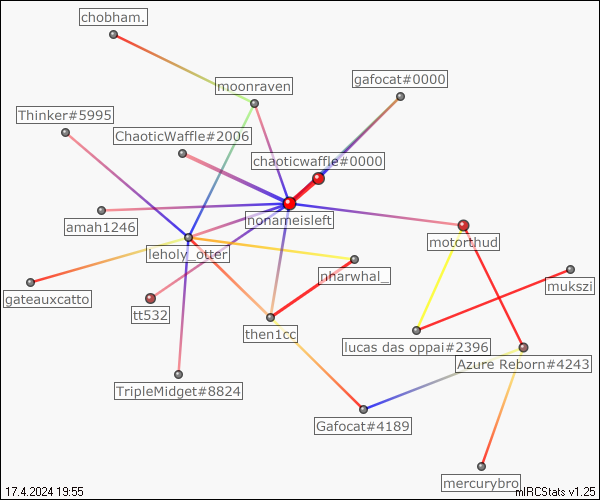 chobham.
moonraven
gafocat#0000
Thinker#5995
ChaoticWaffle#2006
chaoticwaffle#0000
nonameisleft
amah1246
motorthud
leholy_otter
nharwhal_
mukszi
gateauxcatto
tt532
then1cc
lucas das oppai#2396
Azure Reborn#4243
TripleMidget#8824
Gafocat#4189
mercurybro
17.4.2024 19:55
mIRCStats v1.25